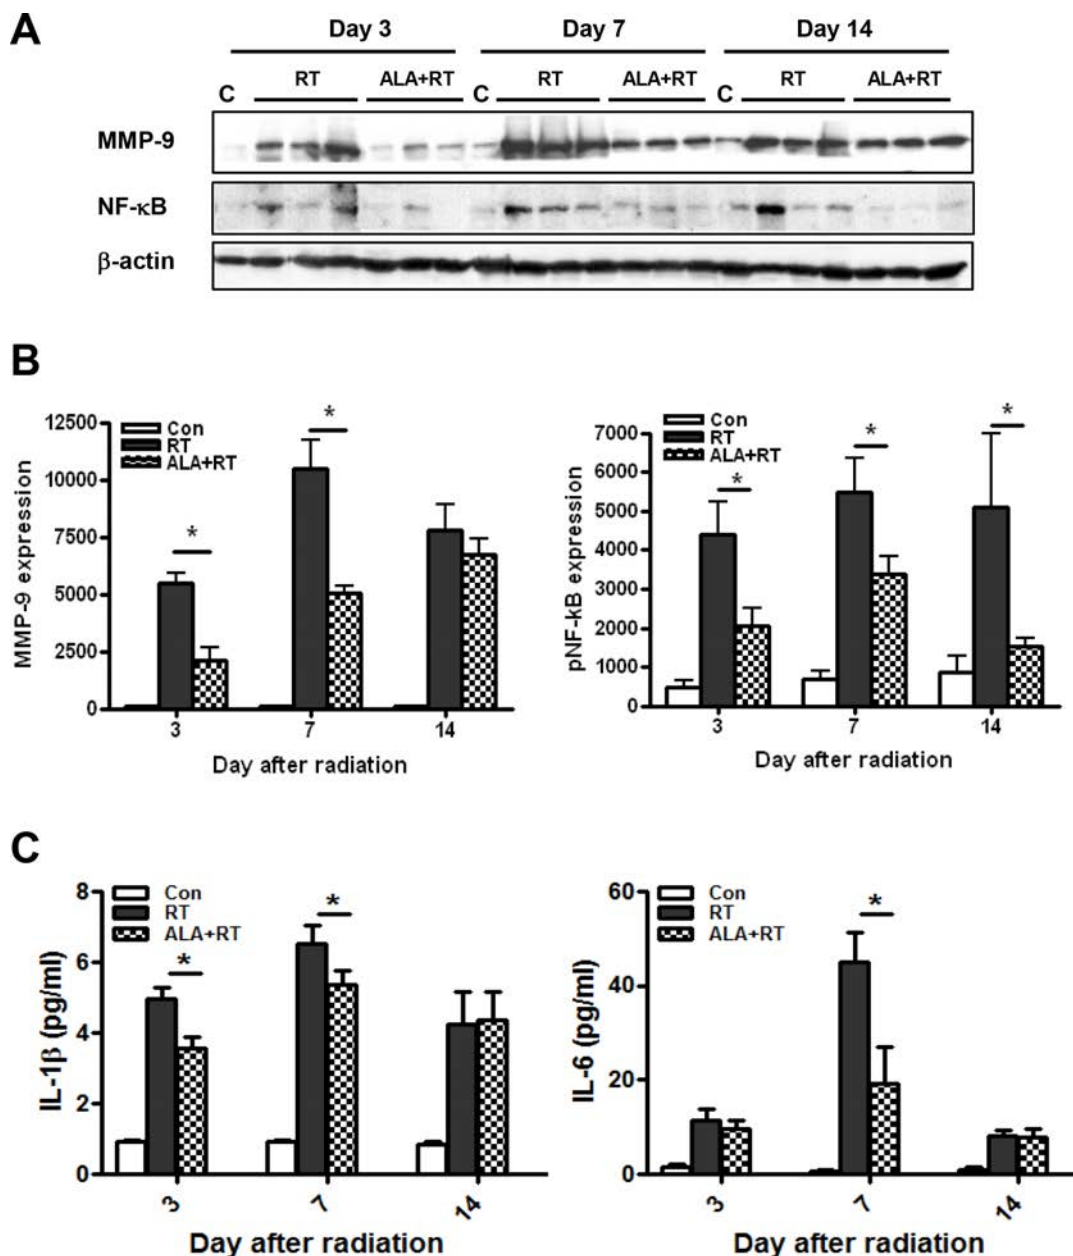 A
Day 3 Day 7 Day 14
C RT ALA+RT C RT ALA+RT C RT ALA+RT
MMP-9
NF-κB
β-actin
B
MMP-9 expression
12500
10000
7500
5000
2500
0
Con
RT
ALA+RT
*
*
3 7 14
Day after radiation
pNF-kB expression
7000
6000
5000
4000
3000
2000
1000
0
Con
RT
ALA+RT
*
*
*
3 7 14
Day after radiation
C
IL-1β (pg/ml)
8
6
4
2
0
Con
RT
ALA+RT
*
*
3 7 14
Day after radiation
IL-6 (pg/ml)
60
40
20
0
Con
RT
ALA+RT
*
3 7 14
Day after radiation